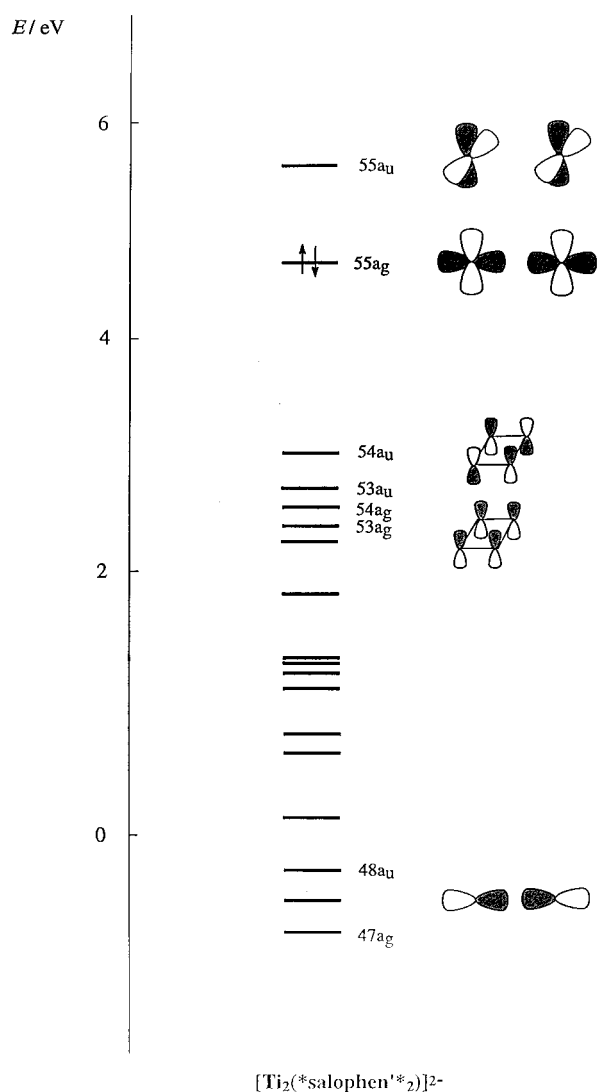 E / eV
6
55au
55ag
4
54au
53au
54ag
53ag
2
0
48au
47ag
[Ti2(*salophen'*2)]2-